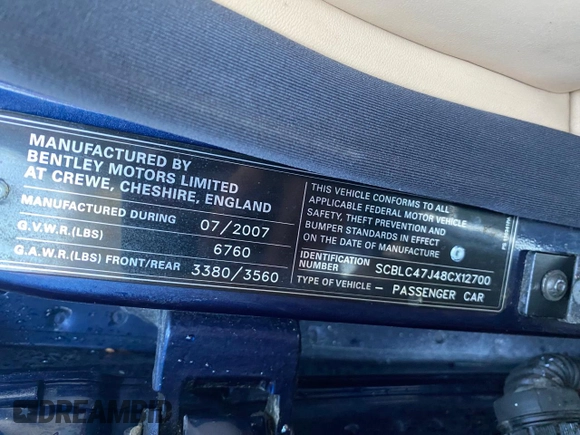 MANUFACTURED BY
BENTLEY MOTORS LIMITED
AT CREWE, CHESHIRE, ENGLAND
MANUFACTURED DURING 07/2007
G.V.W.R.(LBS) 6760
G.A.W.R.(LBS) FRONT/REAR 3380/3560
THIS VEHICLE CONFORMS TO ALL
APPLICABLE FEDERAL MOTOR VEHICLE
SAFETY, THEFT PREVENTION AND
BUMPER STANDARDS IN EFFECT
ON THE DATE OF MANUFACTURE
IDENTIFICATION
NUMBER SCBLC47J48CX12700
TYPE OF VEHICLE – PASSENGER CAR
DREAMBID